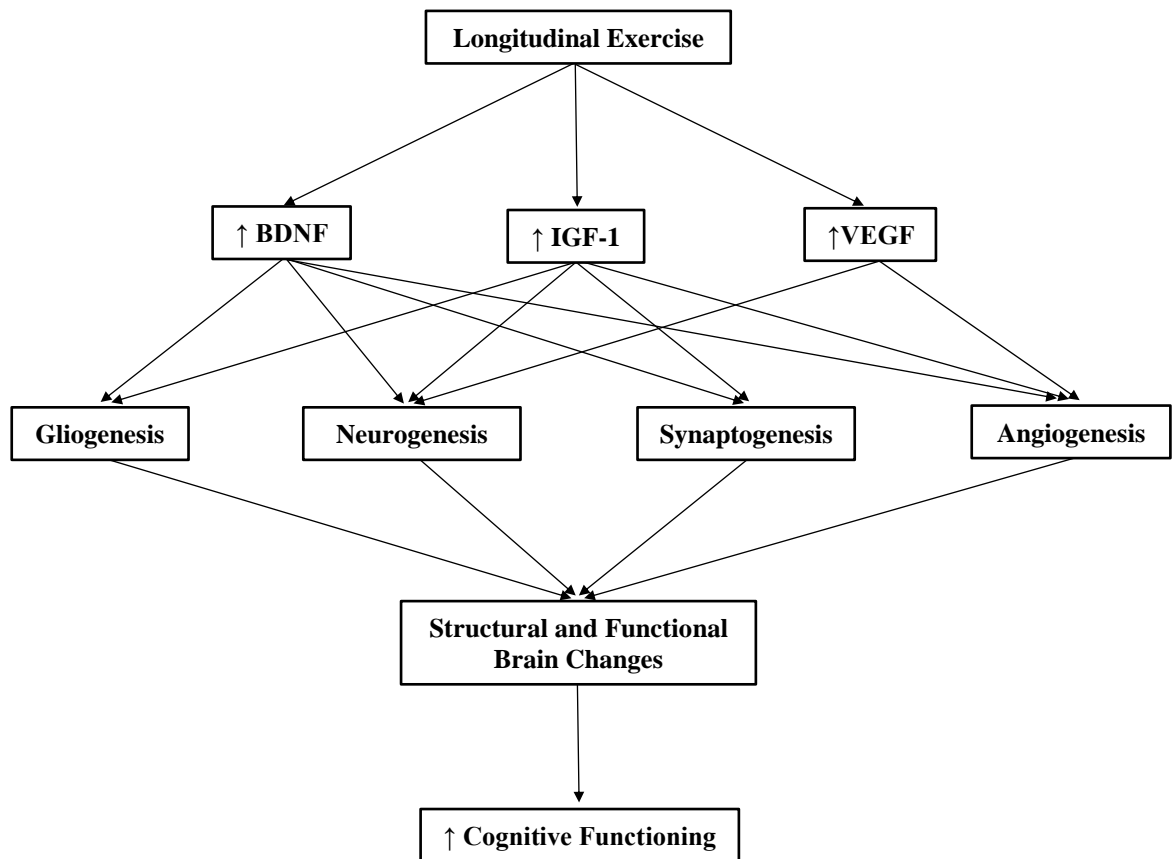 Longitudinal Exercise
↑ BDNF
↑ IGF-1
↑VEGF
Gliogenesis
Neurogenesis
Synaptogenesis
Angiogenesis
Structural and Functional
Brain Changes
↑ Cognitive Functioning